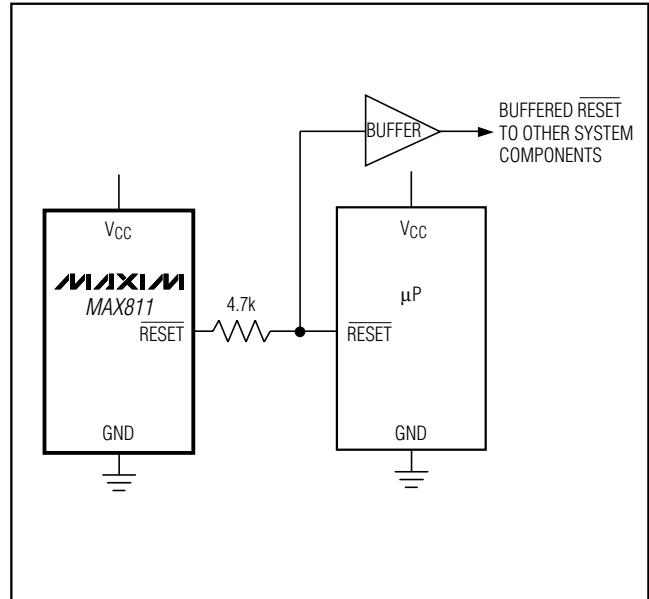 BUFFER
BUFFERED RESET
TO OTHER SYSTEM
COMPONENTS
VCC
MAXIM
MAX811
RESET
GND
4.7k
VCC
μP
RESET
GND